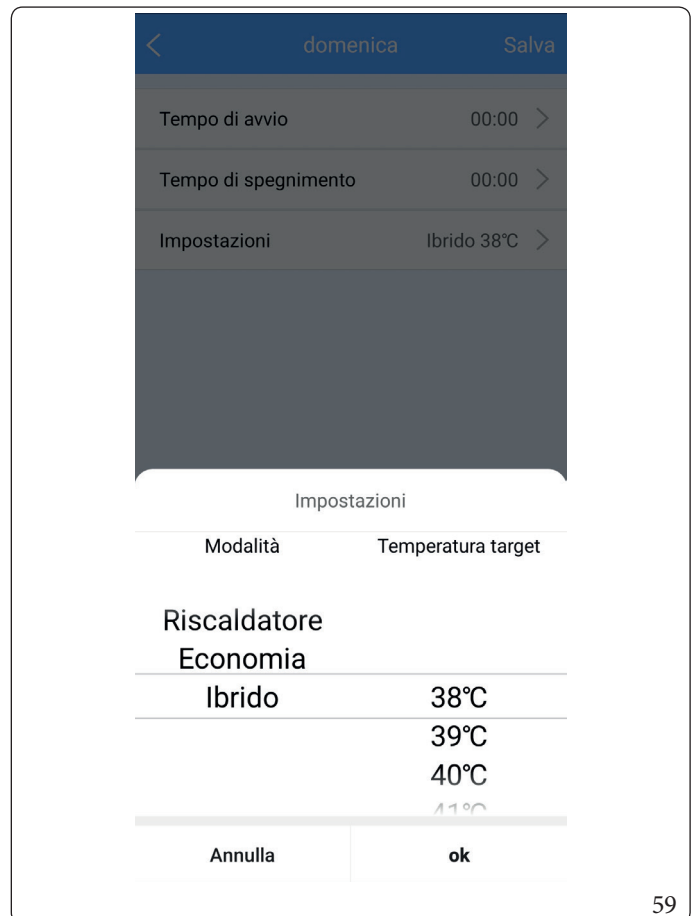 domenica Salva
Tempo di avvio 00:00
Tempo di spegnimento 00:00
Impostazioni Ibrido 38℃
Impostazioni
Modalità Temperatura target
Riscaldatore
Economia
Ibrido 38℃
39℃
40℃
41℃
Annulla ok
59